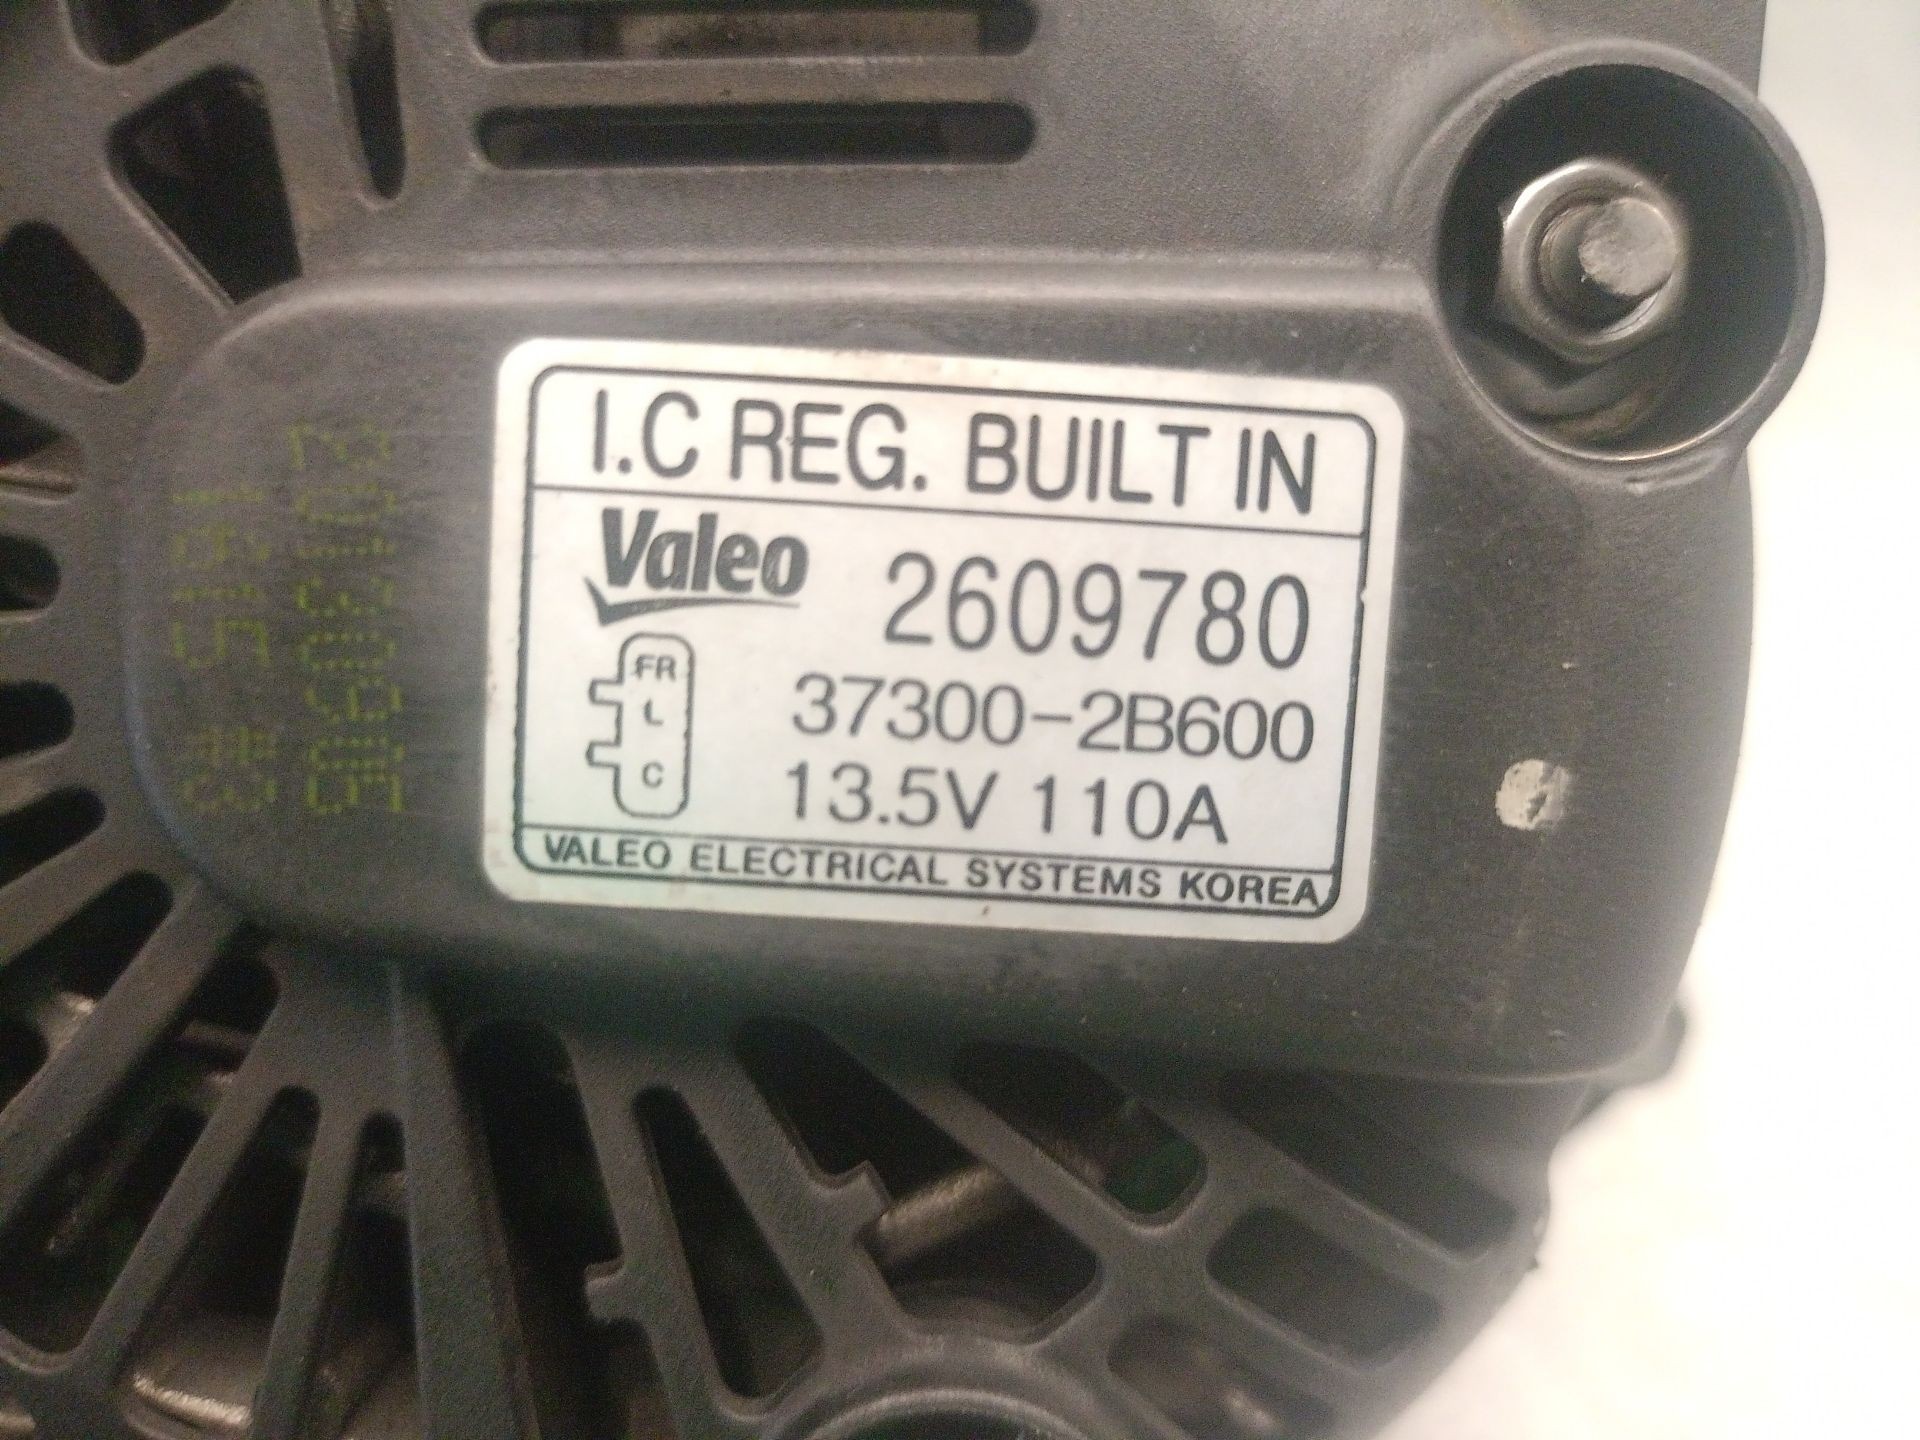 I.C REG. BUILT IN
Valeo
2609780
FR
L
C
37300-2B600
13.5V 110A
VALEO ELECTRICAL SYSTEMS KOREA